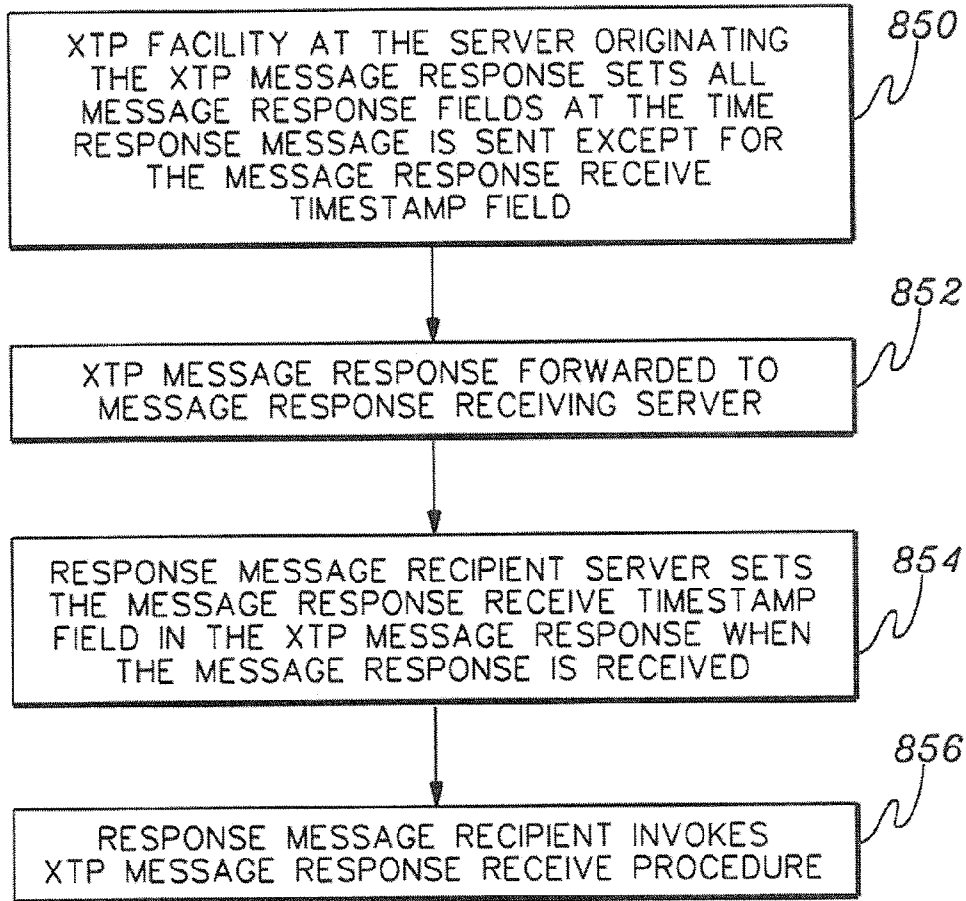 XTP FACILITY AT THE SERVER ORIGINATING
THE XTP MESSAGE RESPONSE SETS ALL
MESSAGE RESPONSE FIELDS AT THE TIME
RESPONSE MESSAGE IS SENT EXCEPT FOR
THE MESSAGE RESPONSE RECEIVE
TIMESTAMP FIELD
850
XTP MESSAGE RESPONSE FORWARDED TO
MESSAGE RESPONSE RECEIVING SERVER
852
RESPONSE MESSAGE RECIPIENT SERVER SETS
THE MESSAGE RESPONSE RECEIVE TIMESTAMP
FIELD IN THE XTP MESSAGE RESPONSE WHEN
THE MESSAGE RESPONSE IS RECEIVED
854
RESPONSE MESSAGE RECIPIENT INVOKES
XTP MESSAGE RESPONSE RECEIVE PROCEDURE
856